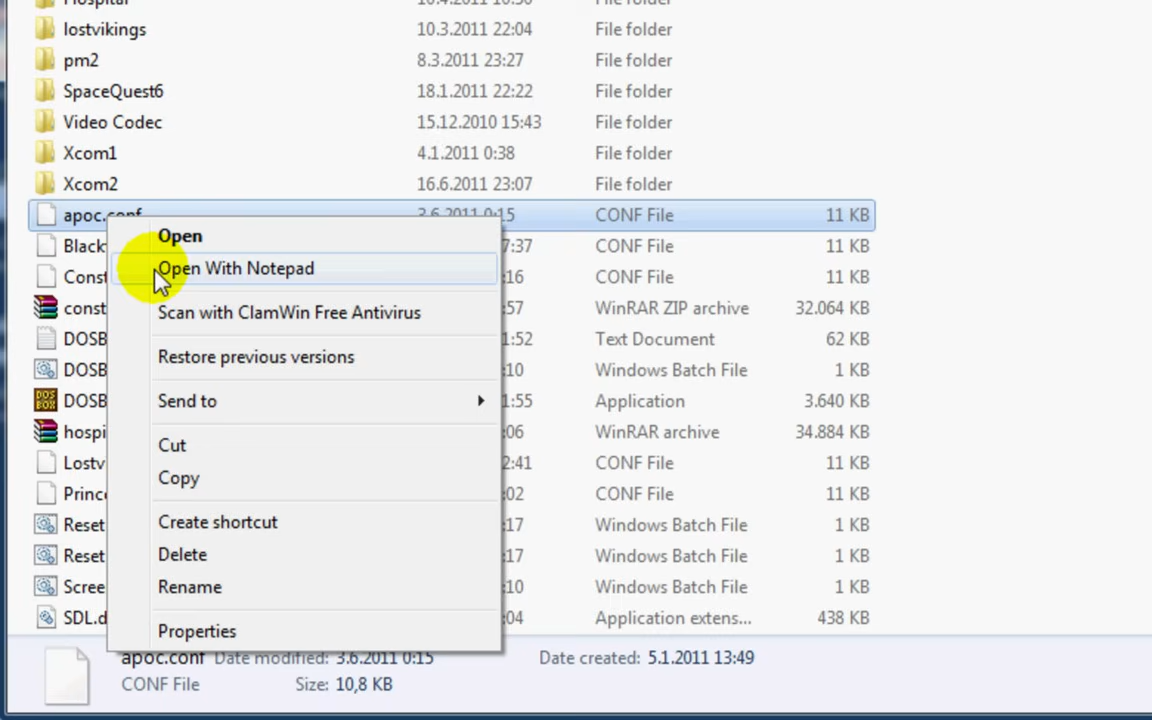 Hospital 10.4.2011 File folder
lostvikings 10.3.2011 22:04 File folder
pm2 8.3.2011 23:27 File folder
SpaceQuest6 18.1.2011 22:22 File folder
Video Codec 15.12.2010 15:43 File folder
Xcom1 4.1.2011 0:38 File folder
Xcom2 16.6.2011 23:07 File folder
apoc.conf 3.6.2011 0:15 CONF File 11 KB
Open
Black :37 CONF File 11 KB
Open With Notepad
Const :16 CONF File 11 KB
const :57 WinRAR ZIP archive 32.064 KB
Scan with ClamWin Free Antivirus
DOSB :52 Text Document 62 KB
Restore previous versions
DOSB :10 Windows Batch File 1 KB
DOSB :55 Application 3.640 KB
Send to
hospi :06 WinRAR archive 34.884 KB
Cut
Lostv :41 CONF File 11 KB
Copy
Princ :02 CONF File 11 KB
Reset :17 Windows Batch File 1 KB
Create shortcut
Reset :17 Windows Batch File 1 KB
Delete
Scree :10 Windows Batch File 1 KB
Rename
SDL.d :04 Application extens... 438 KB
Properties
apoc.conf Date modified: 3.6.2011 0:15 Date created: 5.1.2011 13:49
CONF File Size: 10,8 KB